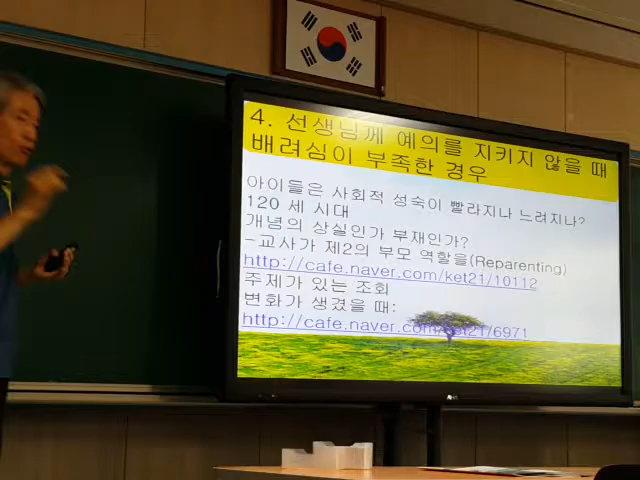 4. 선생님께 예의를 지키지 않을 때
배려심이 부족한 경우
아이들은 사회적 성숙이 빨라지나 느려지나?
120 세 시대
개념의 상실인가 부재인가?
-교사가 제2의 부모 역할을(Reparenting)
http://cafe.naver.com/ket21/10112
주제가 있는 조회
변화가 생겼을 때:
http://cafe.naver.com/ket21/6971